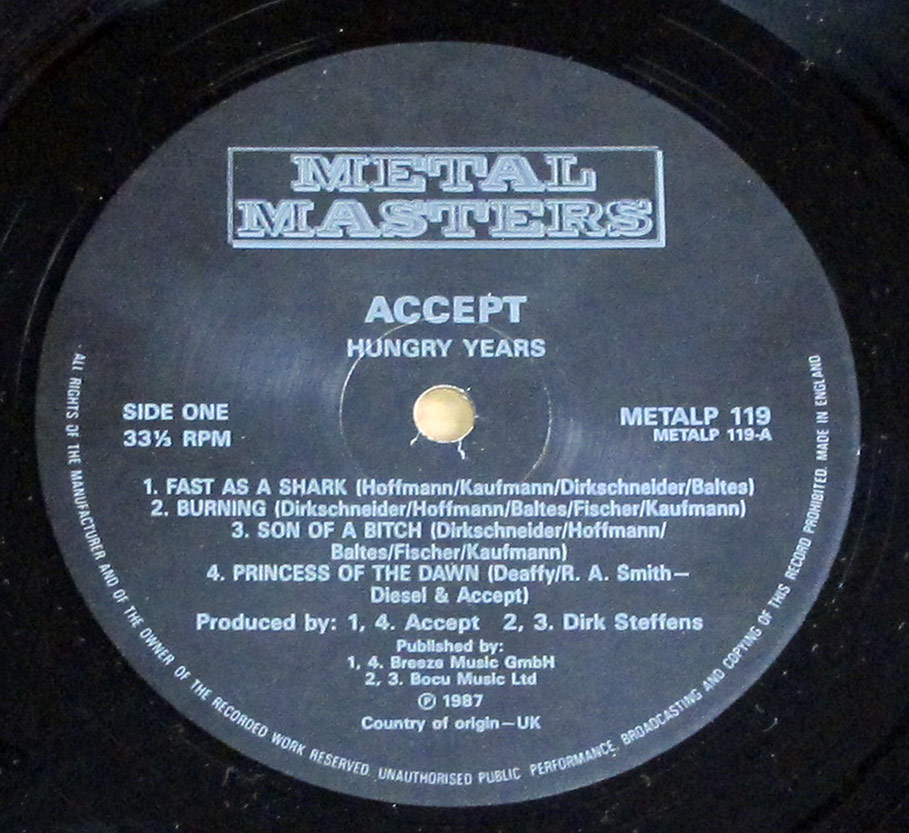 METAL
MASTERS
ACCEPT
HUNGRY YEARS
SIDE ONE
33⅓ RPM
METALP 119
METALP 119-A
1. FAST AS A SHARK (Hoffmann/Kaufmann/Dirkschneider/Baltes)
2. BURNING (Dirkschneider/Hoffmann/Baltes/Fischer/Kaufmann)
3. SON OF A BITCH (Dirkschneider/Hoffmann/
Baltes/Fischer/Kaufmann)
4. PRINCESS OF THE DAWN (Deaffy/R. A. Smith—
Diesel & Accept)
Produced by: 1, 4. Accept 2, 3. Dirk Steffens
Published by:
1, 4. Breeze Music GmbH
2, 3. Bocu Music Ltd
℗ 1987
Country of origin—UK
ALL RIGHTS OF THE MANUFACTURER AND OF THE OWNER OF THE RECORDED WORK RESERVED. UNAUTHORISED PUBLIC PERFORMANCE, BROADCASTING AND COPYING OF THIS RECORD PROHIBITED. MADE IN ENGLAND